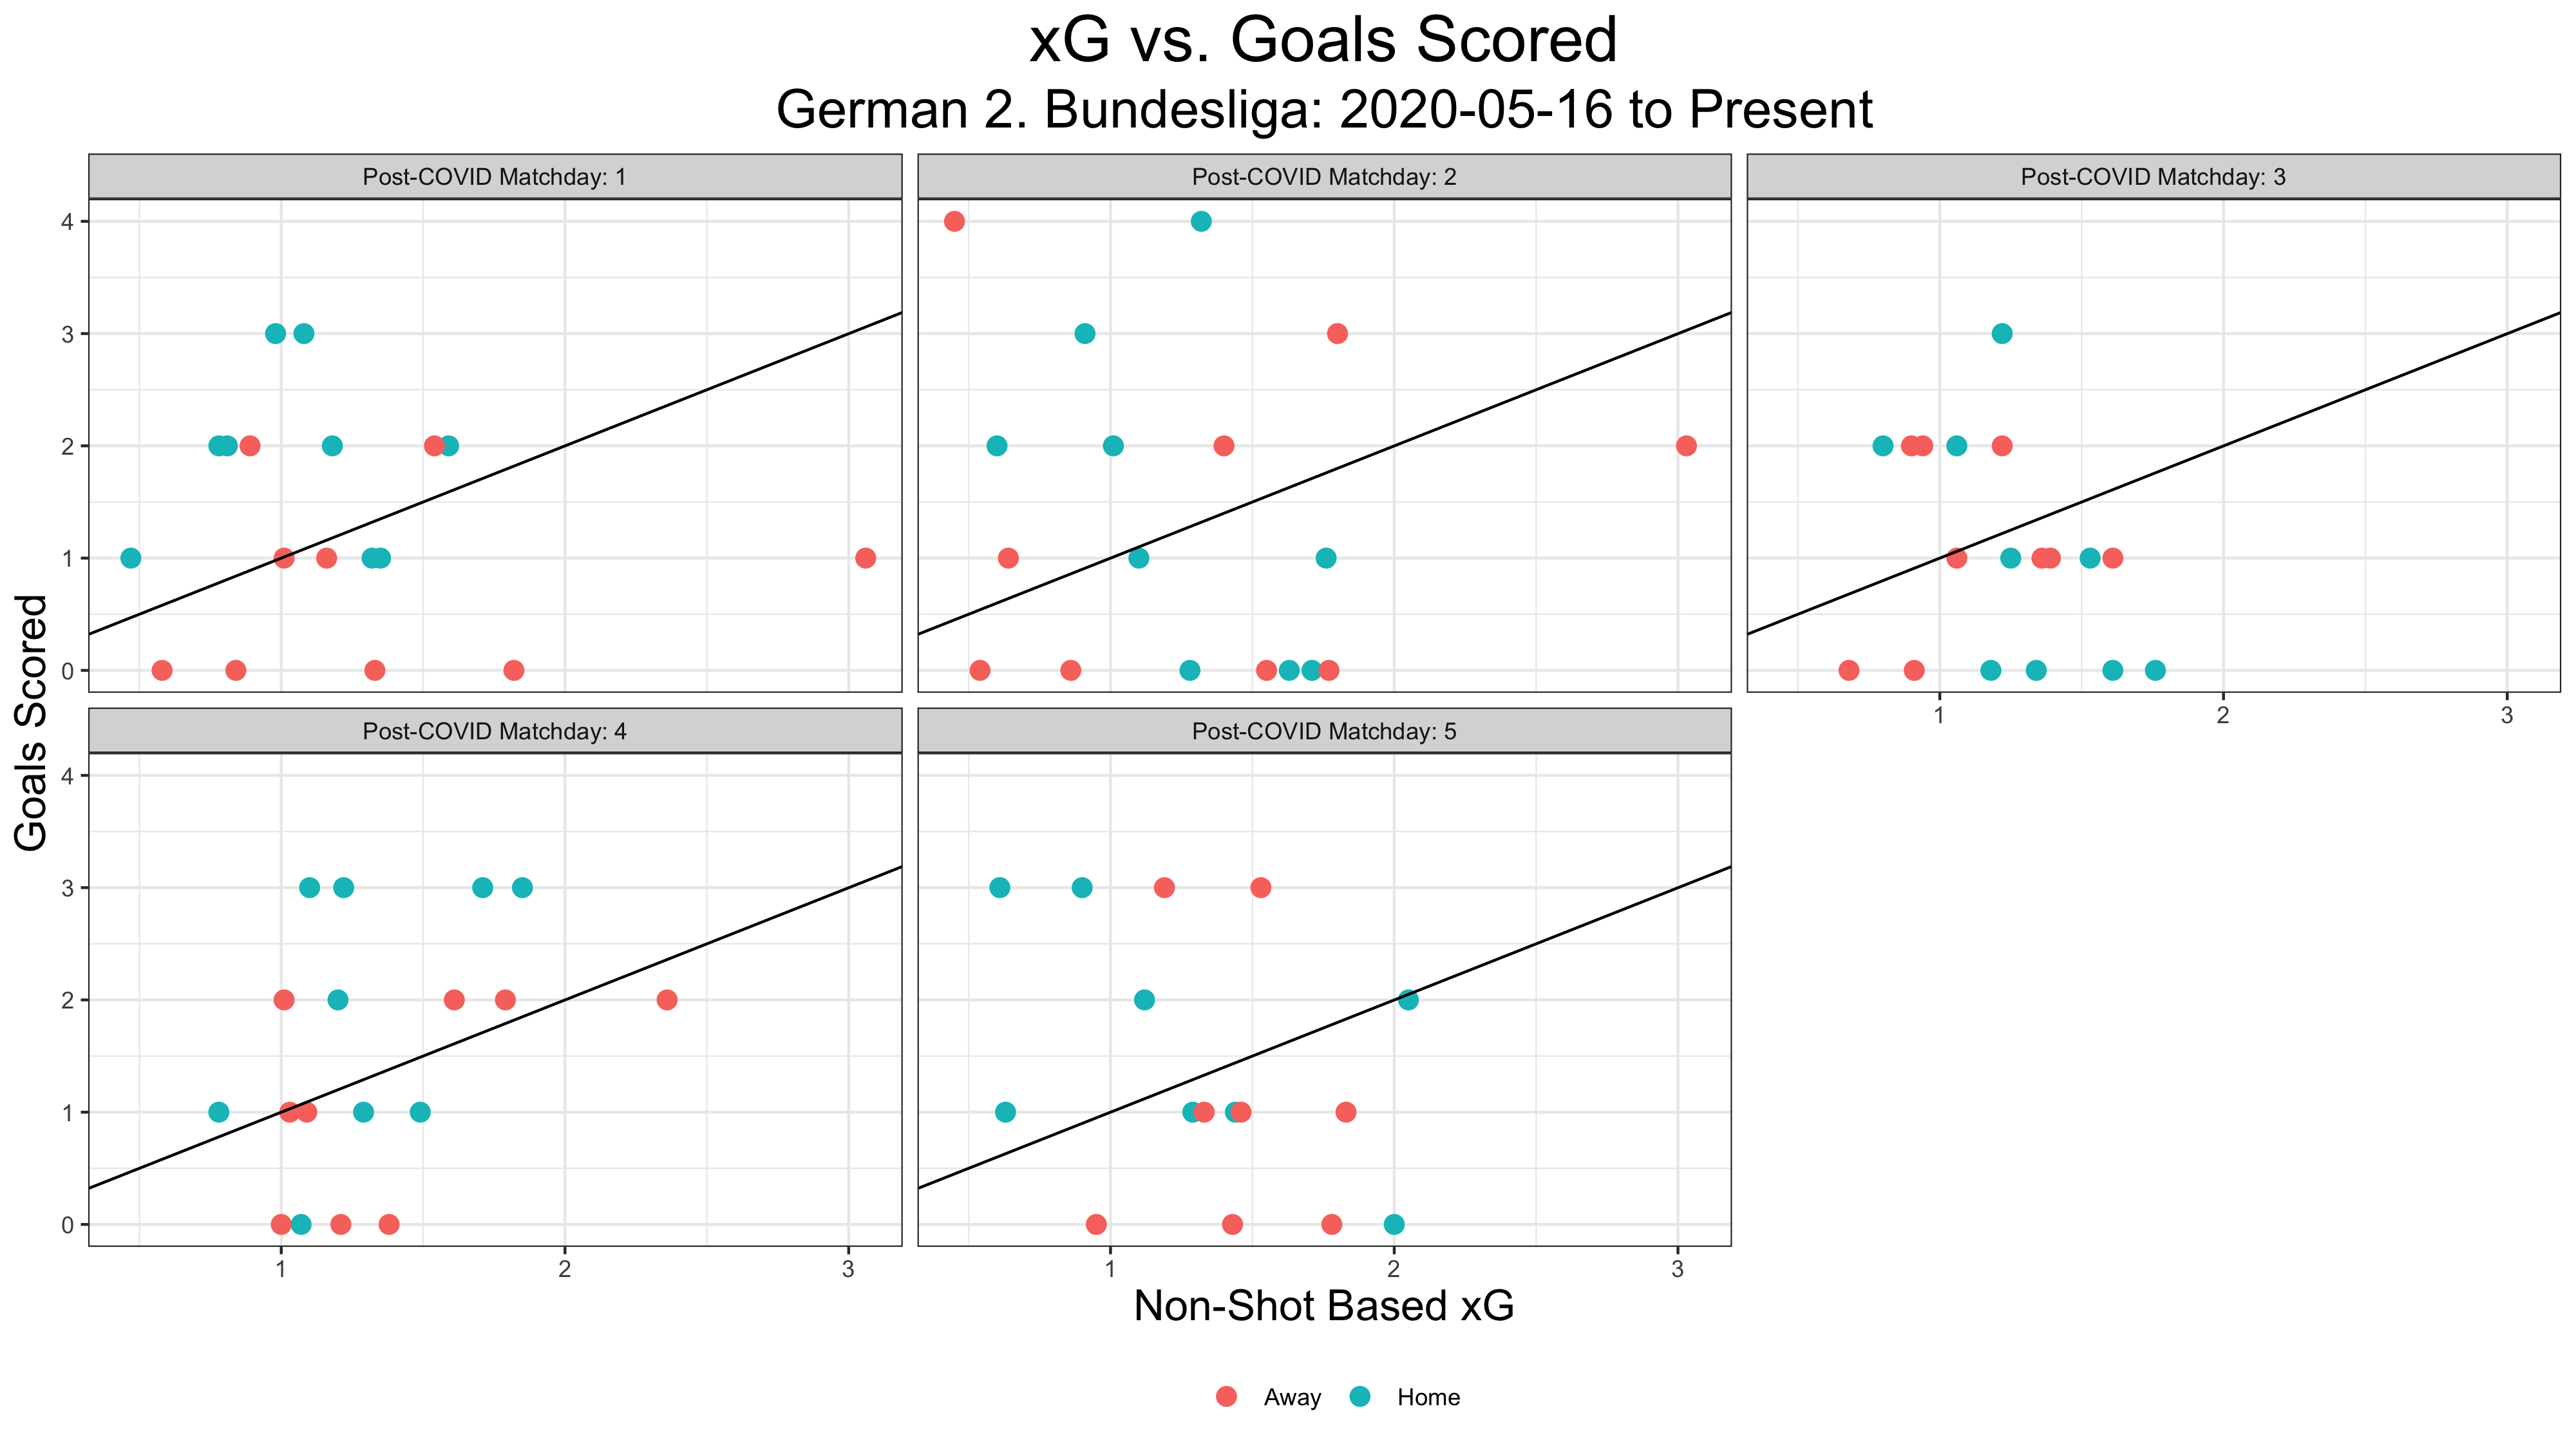 xG vs. Goals Scored
German 2. Bundesliga: 2020-05-16 to Present
Post-COVID Matchday: 1
Post-COVID Matchday: 2
Post-COVID Matchday: 3
4
3
2
1
0
1
2
3
Goals Scored
Post-COVID Matchday: 4
Post-COVID Matchday: 5
4
3
2
1
0
1
2
3
1
2
3
Non-Shot Based xG
Away
Home